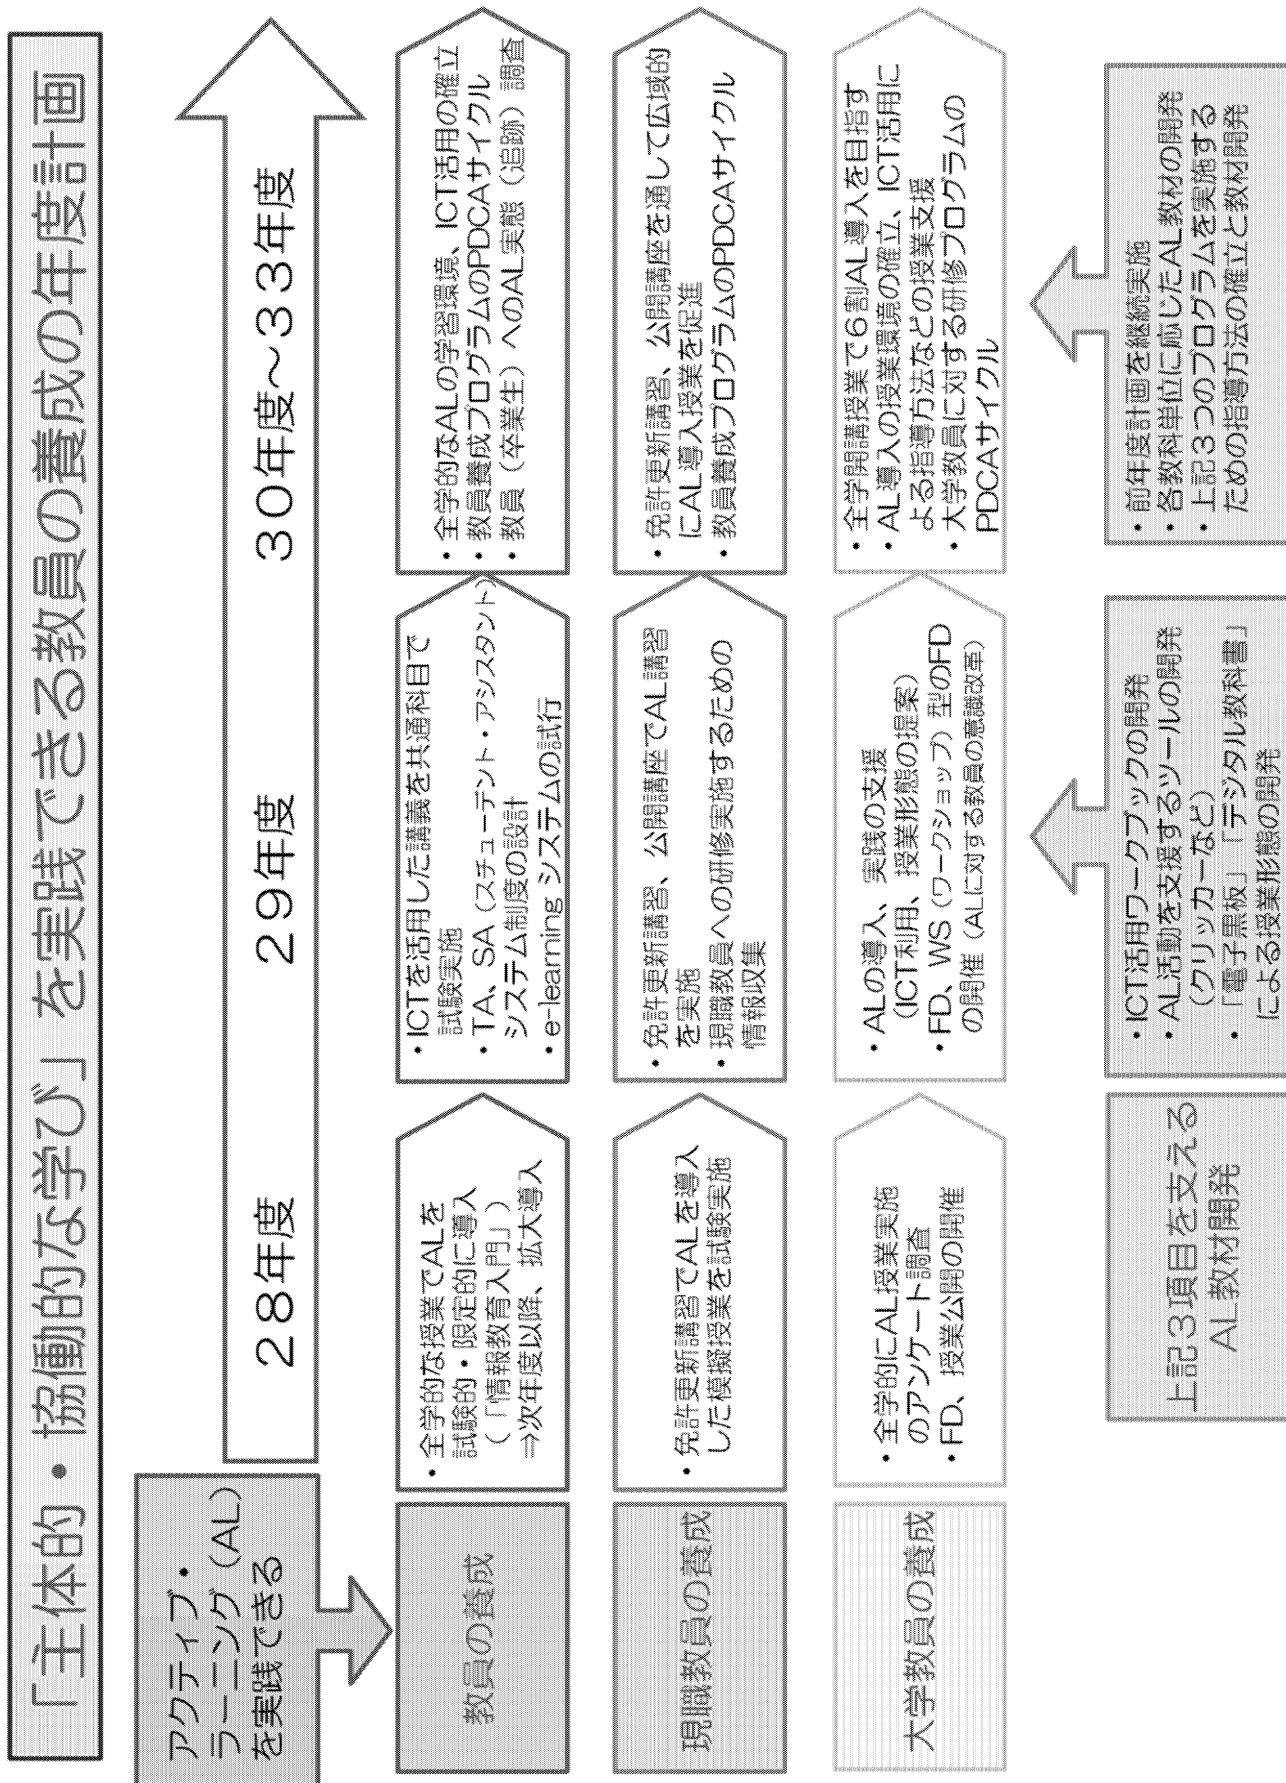 「主体的・協働的な学び」を実践できる教員の養成の年度計画
アクティブ・
ラーニング（AL）
を実践できる
28年度
29年度
30年度～33年度
教員の養成
・全学的な授業でALを
試験的・限定的に導入
（「情報教育入門」）
⇒次年度以降、拡大導入
・ICTを活用した講義を共通科目で
試験実施
・TA、SA（スチューデント・アシスタント）
システム制度の設計
・e-learning システムの試行
・全学的なALの学習環境、ICT活用の確立
・教員養成プログラムのPDCAサイクル
・教員（卒業生）へのAL実態（追跡）調査
現職教員の養成
・免許更新講習でALを導入
した模擬授業を試験実施
・免許更新講習、公開講座でAL講習
を実施
・現職教員への研修実施するための
情報収集
・免許更新講習、公開講座を通して広域的
にAL導入授業を促進
・教員養成プログラムのPDCAサイクル
大学教員の養成
・全学的にAL授業実施
のアンケート調査
・FD、授業公開の開催
・ALの導入、実践の支援
（ICT利用、授業形態の提案）
・FD、WS（ワークショップ）型のFD
の開催（ALに対する教員の意識改革）
・全学開講授業で6割AL導入を目指す
・AL導入の授業環境の確立、ICT活用に
よる指導方法などの授業支援
・大学教員に対する研修プログラムの
PDCAサイクル
上記3項目を支える
AL教材開発
・ICT活用ワークブックの開発
・AL活動を支援するツールの開発
（クリッカーなど）
・「電子黒板」「デジタル教科書」
による授業形態の開発
・前年度計画を継続実施
・各教科単位に応じたAL教材の開発
・上記3つのプログラムを実施する
ための指導方法の確立と教材開発